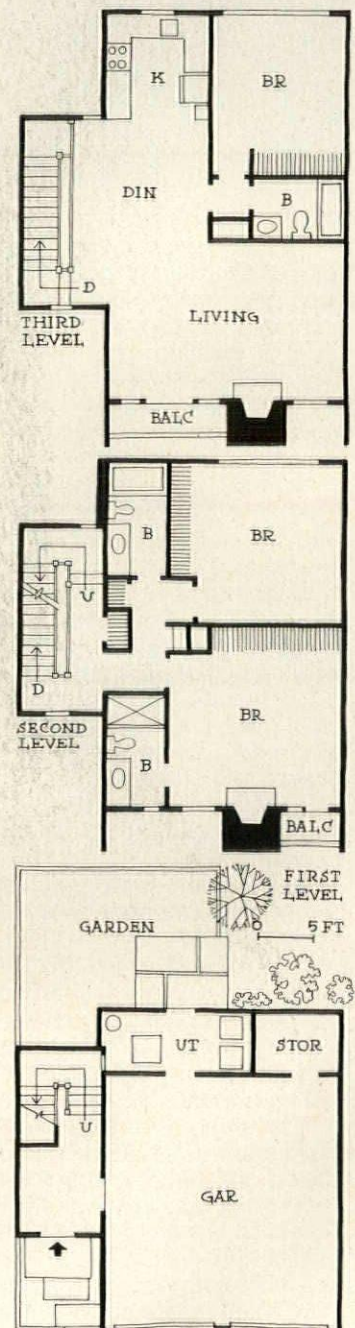 K
BR
DIN
B
D
LIVING
THIRD
LEVEL
BALC
B
BR
U
D
BR
SECOND
LEVEL
B
BALC
FIRST
LEVEL
GARDEN
0 5 FT
UT
STOR
U
GAR